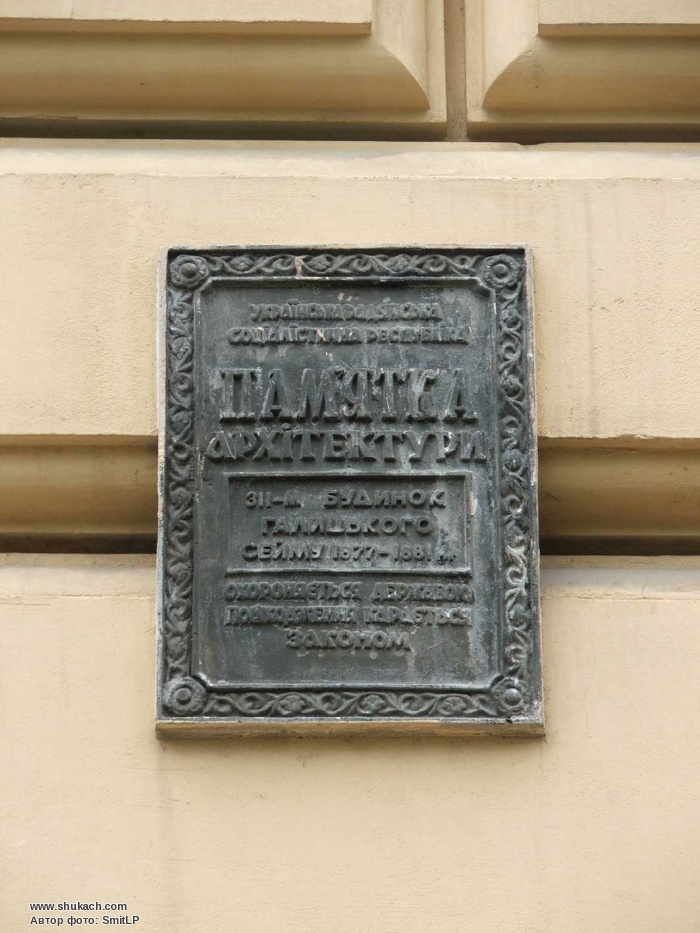 УКРАЇНСЬКА РАДЯНСЬКА
СОЦІАЛІСТИЧНА РЕСПУБЛІКА
ПАМ'ЯТКА
АРХІТЕКТУРИ
311-М БУДИНОК
ГАЛИЦЬКОГО
СЕЙМУ 1877-1881 рр.
ОХОРОНЯЄТЬСЯ ДЕРЖАВОЮ
ПОШКОДЖЕННЯ КАРАЄТЬСЯ
ЗАКОНОМ
www.shukach.com
Автор фото: SmitLP